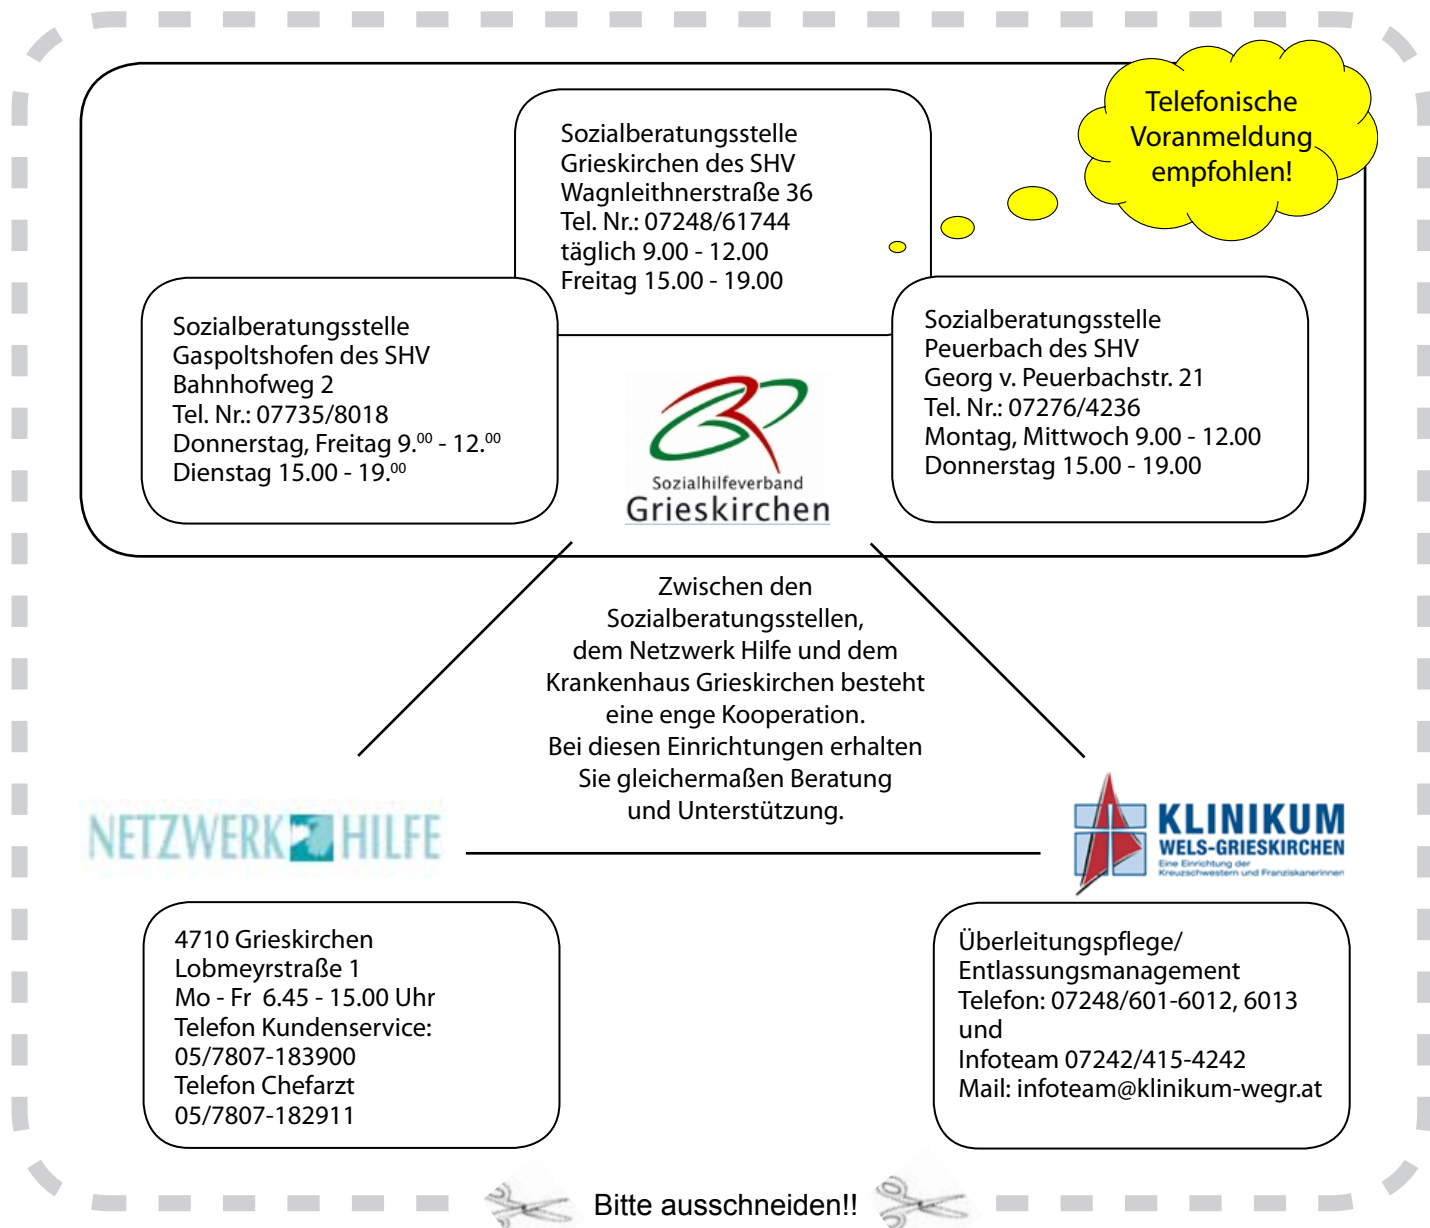 Telefonische
Voranmeldung
empfohlen!
Sozialberatungsstelle
Grieskirchen des SHV
Wagnleithnerstraße 36
Tel. Nr.: 07248/61744
täglich 9.00 - 12.00
Freitag 15.00 - 19.00
Sozialberatungsstelle
Gaspoltshofen des SHV
Bahnhofweg 2
Tel. Nr.: 07735/8018
Donnerstag, Freitag 9.⁰⁰ - 12.⁰⁰
Dienstag 15.00 - 19.⁰⁰
Sozialberatungsstelle
Peuerbach des SHV
Georg v. Peuerbachstr. 21
Tel. Nr.: 07276/4236
Montag, Mittwoch 9.00 - 12.00
Donnerstag 15.00 - 19.00
Sozialhilfeverband
Grieskirchen
Zwischen den
Sozialberatungsstellen,
dem Netzwerk Hilfe und dem
Krankenhaus Grieskirchen besteht
eine enge Kooperation.
Bei diesen Einrichtungen erhalten
Sie gleichermaßen Beratung
und Unterstützung.
NETZWERK HILFE
KLINIKUM
WELS-GRIESKIRCHEN
Eine Einrichtung der
Kreuzschwestern und Franziskanerinnen
4710 Grieskirchen
Lobmeyrstraße 1
Mo - Fr 6.45 - 15.00 Uhr
Telefon Kundenservice:
05/7807-183900
Telefon Chefarzt
05/7807-182911
Überleitungspflege/
Entlassungsmanagement
Telefon: 07248/601-6012, 6013
und
Infoteam 07242/415-4242
Mail: infoteam@klinikum-wegr.at
Bitte ausschneiden!!